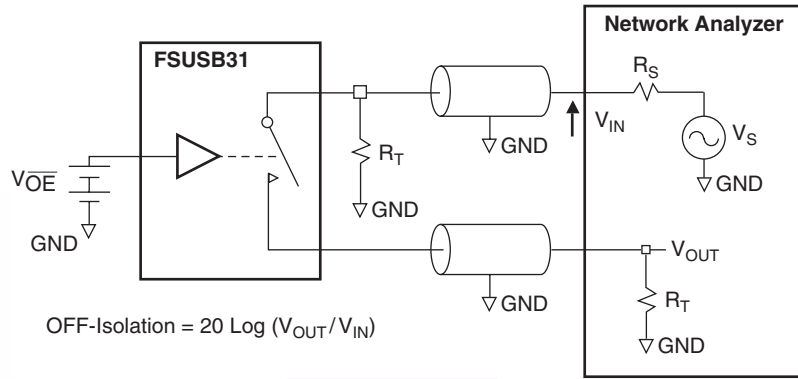 Network Analyzer
FSUSB31
R_S
V_IN
V_S
GND
GND
R_T
GND
V_OE̅
GND
V_OUT
GND
R_T
GND
OFF-Isolation = 20 Log (V_OUT/V_IN)